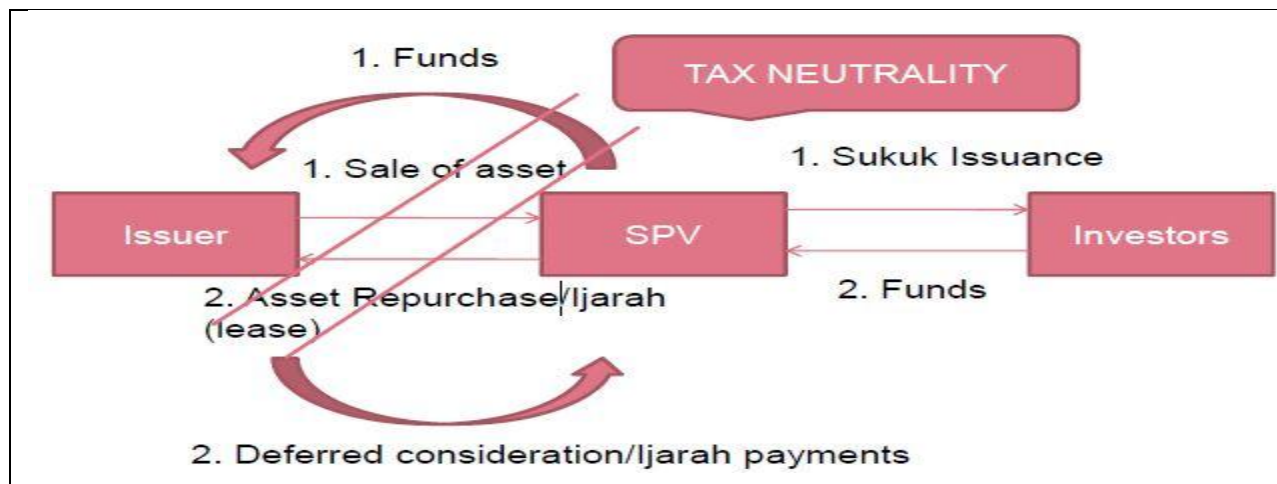 1. Funds
TAX NEUTRALITY
1. Sale of asset
1. Sukuk Issuance
Issuer
SPV
Investors
2. Asset Repurchase/Ijarah
(lease)
2. Funds
2. Deferred consideration/Ijarah payments